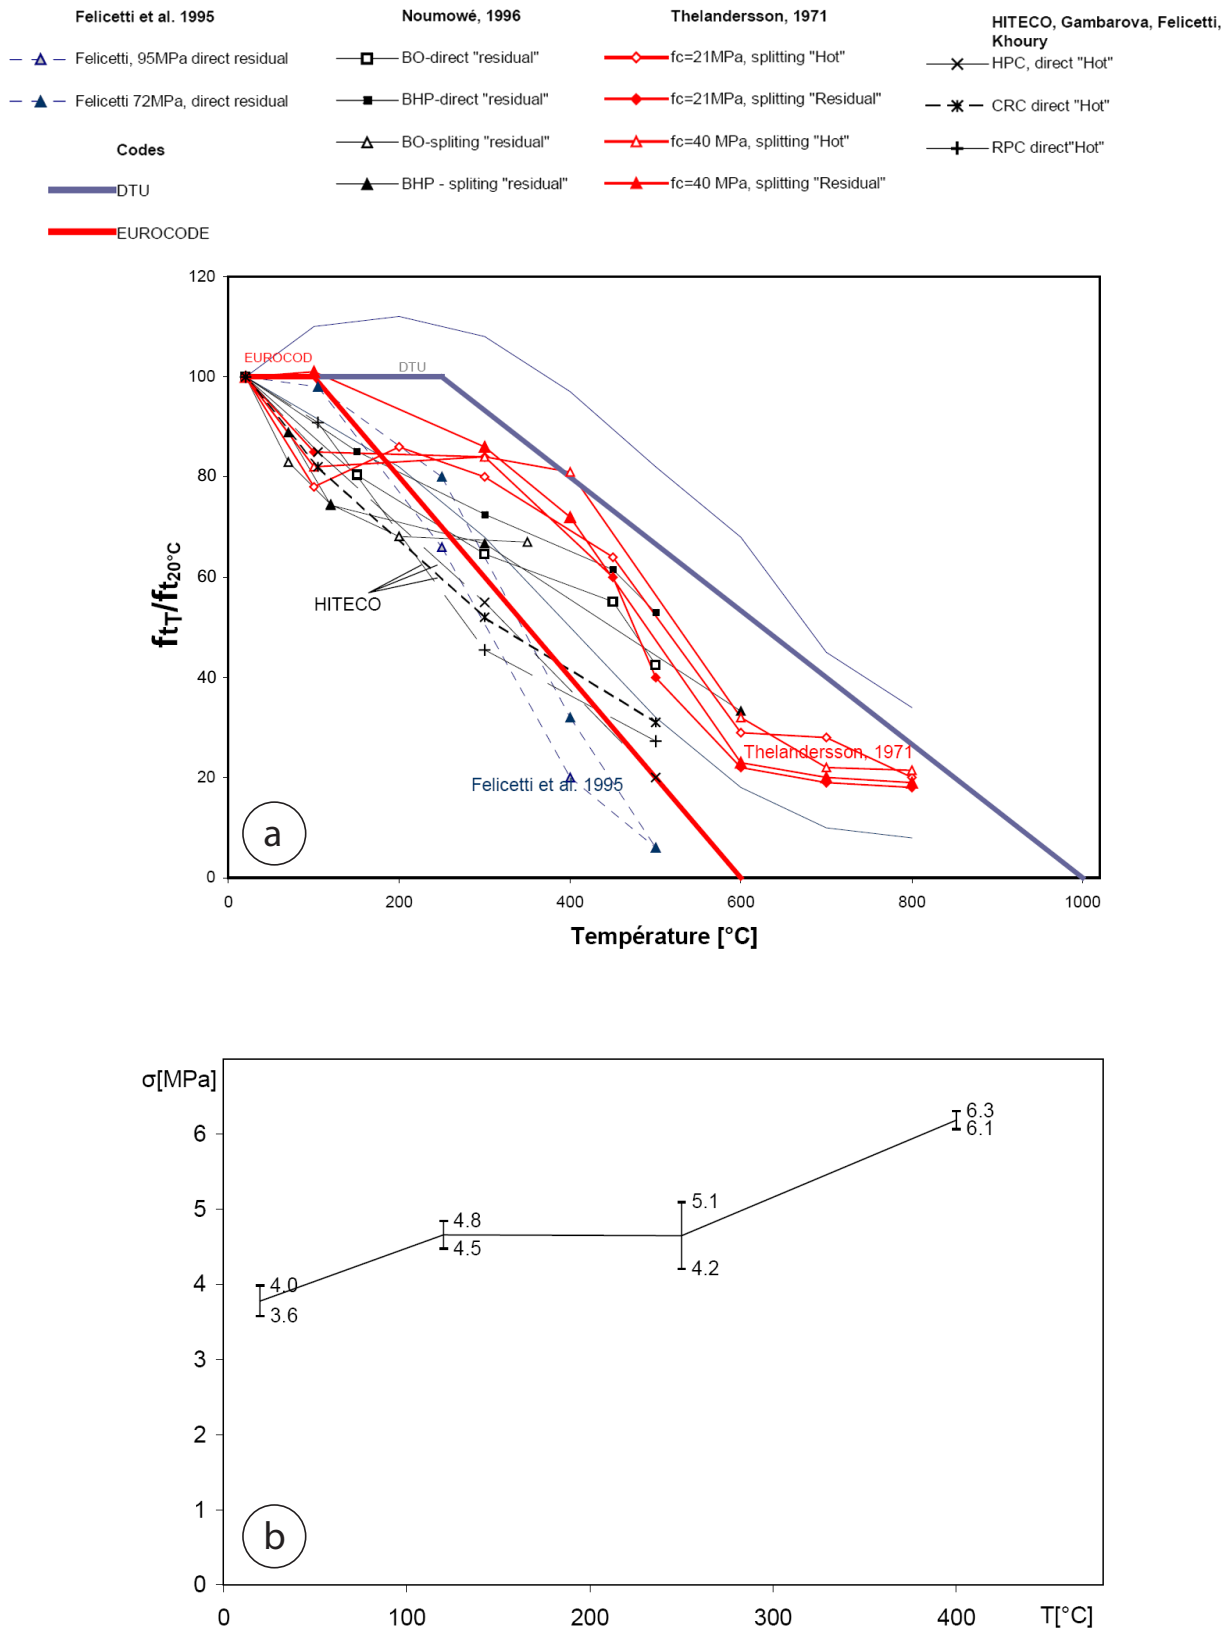 Felicetti et al. 1995
Felicetti, 95MPa direct residual
Felicetti 72MPa, direct residual
Codes
DTU
EUROCODE
Noumowé, 1996
BO-direct "residual"
BHP-direct "residual"
BO-spliting "residual"
BHP - spliting "residual"
Thelandersson, 1971
fc=21MPa, splitting "Hot"
fc=21MPa, splitting "Residual"
fc=40 MPa, splitting "Hot"
fc=40 MPa, splitting "Residual"
HITECO, Gambarova, Felicetti,
Khoury
HPC, direct "Hot"
CRC direct "Hot"
RPC direct"Hot"
ftT/ft20°C
120
100
80
60
40
20
0
EUROCOD
DTU
HITECO
Felicetti et al. 1995
Thelandersson, 1971
a
0 200 400 600 800 1000
Température [°C]
σ[MPa]
6
5
4
3
2
1
0
4.0
3.6
4.8
4.5
5.1
4.2
6.3
6.1
b
0 100 200 300 400 T[°C]